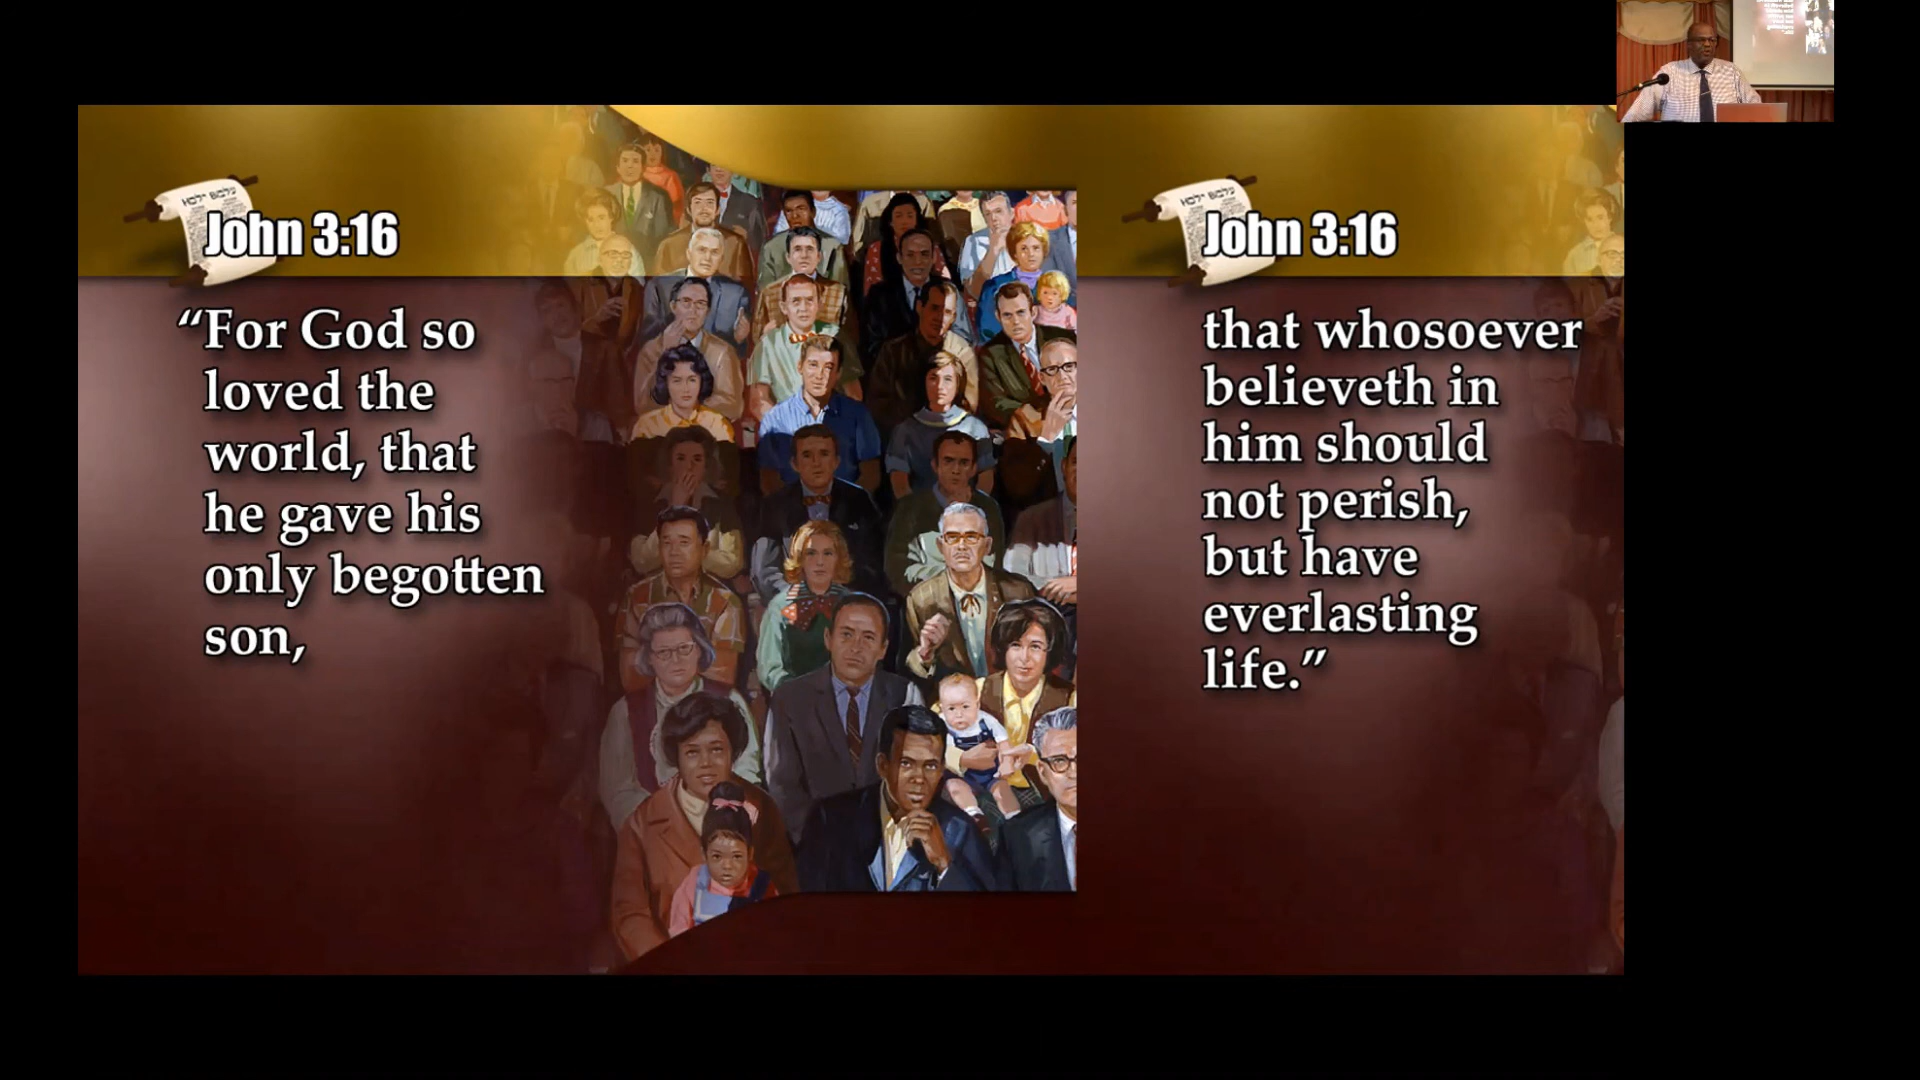 John 3:16
“For God so
loved the
world, that
he gave his
only begotten
son,
John 3:16
that whosoever
believeth in
him should
not perish,
but have
everlasting
life.”